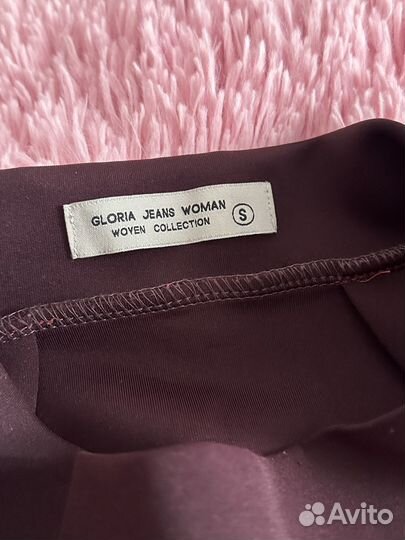 GLORIA JEANS WOMAN
WOVEN COLLECTION
S
Avito